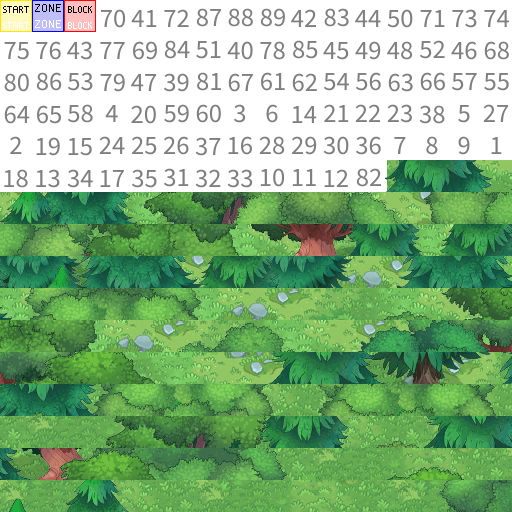 START ZONE BLOCK 70 41 72 87 88 89 42 83 44 50 71 73 74
START ZONE BLOCK
75 76 43 77 69 84 51 40 78 85 45 49 48 52 46 68
80 86 53 79 47 39 81 67 61 62 54 56 63 66 57 55
64 65 58 4 20 59 60 3 6 14 21 22 23 38 5 27
2 19 15 24 25 26 37 16 28 29 30 36 7 8 9 1
18 13 34 17 35 31 32 33 10 11 12 82